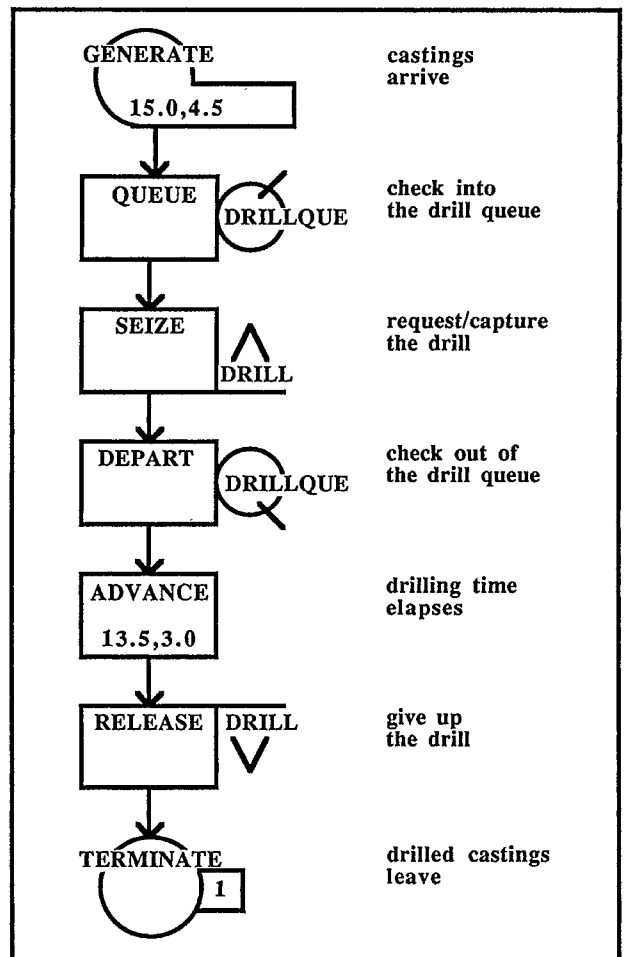 GENERATE
15.0,4.5
castings
arrive
QUEUE
DRILLQUE
check into
the drill queue
SEIZE
DRILL
request/capture
the drill
DEPART
DRILLQUE
check out of
the drill queue
ADVANCE
13.5,3.0
drilling time
elapses
RELEASE
DRILL
give up
the drill
TERMINATE
1
drilled castings
leave